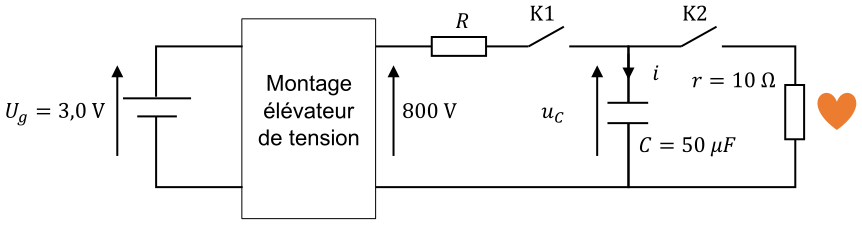 K1
K2
R
i
r = 10 Ω
U_g = 3,0 V
Montage
élévateur
de tension
800 V
u_C
C = 50 μF